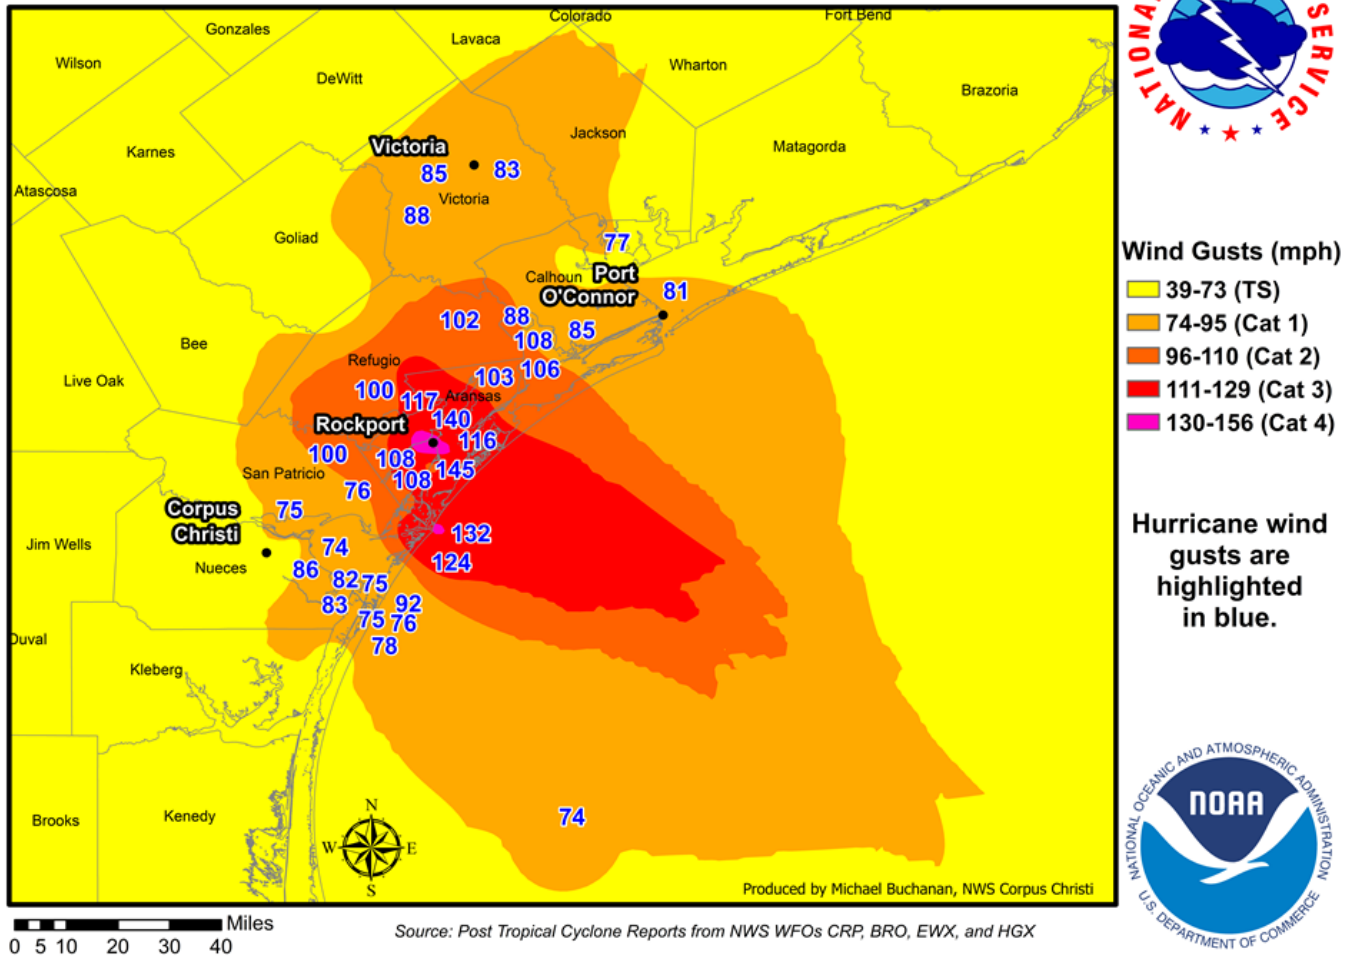 Colorado
Fort Bend
Gonzales
Lavaca
Wilson
Wharton
DeWitt
Brazoria
Jackson
Matagorda
Karnes
Victoria
85
83
Atascosa
Victoria
88
Goliad
77
Calhoun
Port
O'Connor
81
102
88
85
108
Bee
Refugio
106
103
Live Oak
100
117
Aransas
140
Rockport
116
100
108
145
San Patricio
108
76
75
Corpus
Christi
132
74
Jim Wells
124
Nueces
86
82
75
83
92
75
76
Duval
78
Kleberg
74
Brooks
Kenedy
N
W
E
S
Produced by Michael Buchanan, NWS Corpus Christi
Miles
0 5 10 20 30 40
Source: Post Tropical Cyclone Reports from NWS WFOs CRP, BRO, EWX, and HGX
SERVICE
Wind Gusts (mph)
39-73 (TS)
74-95 (Cat 1)
96-110 (Cat 2)
111-129 (Cat 3)
130-156 (Cat 4)
Hurricane wind
gusts are
highlighted
in blue.
NATIONAL OCEANIC AND ATMOSPHERIC ADMINISTRATION
NOAA
U.S. DEPARTMENT OF COMMERCE